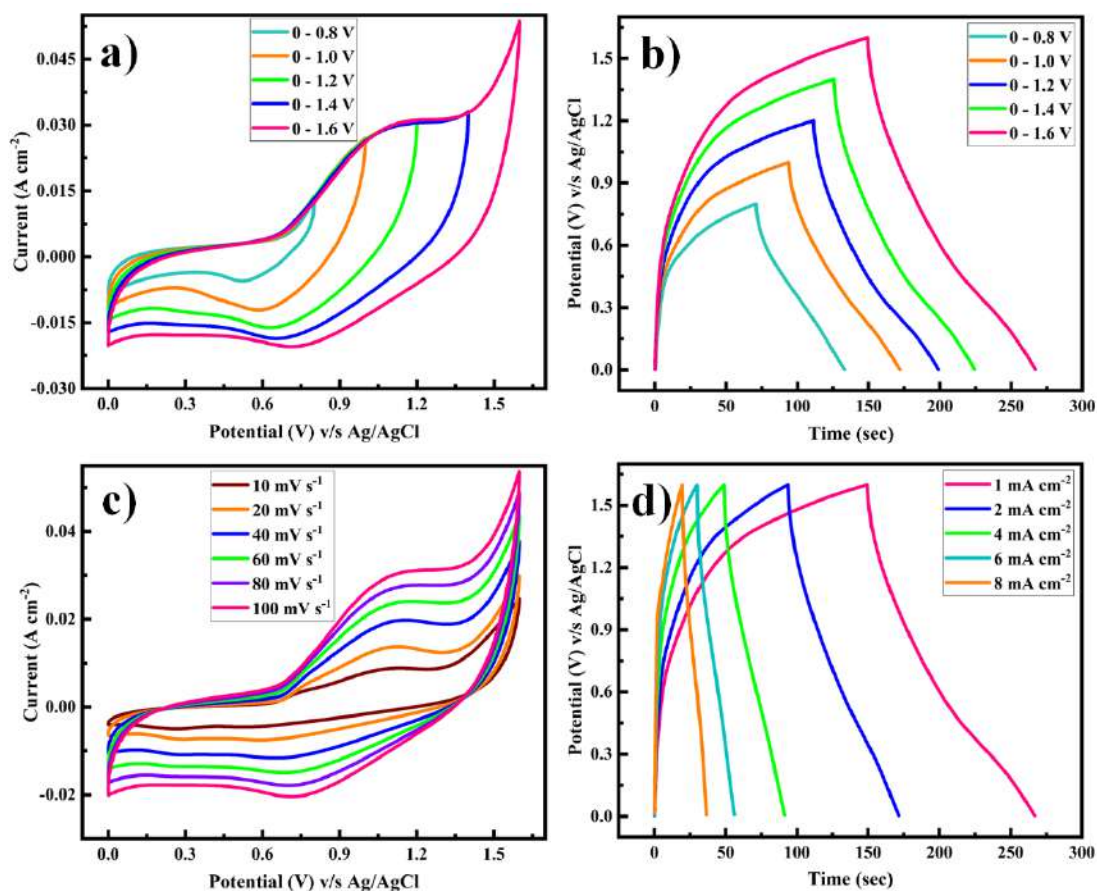 a)
0 - 0.8 V
0 - 1.0 V
0 - 1.2 V
0 - 1.4 V
0 - 1.6 V
Current (A cm⁻²)
0.045
0.030
0.015
0.000
-0.015
-0.030
0.0 0.3 0.6 0.9 1.2 1.5
Potential (V) v/s Ag/AgCl
b)
0 - 0.8 V
0 - 1.0 V
0 - 1.2 V
0 - 1.4 V
0 - 1.6 V
Potential (V) v/s Ag/AgCl
1.5
1.2
0.9
0.6
0.3
0.0
0 50 100 150 200 250 300
Time (sec)
c)
10 mV s⁻¹
20 mV s⁻¹
40 mV s⁻¹
60 mV s⁻¹
80 mV s⁻¹
100 mV s⁻¹
Current (A cm⁻²)
0.04
0.02
0.00
-0.02
0.0 0.3 0.6 0.9 1.2 1.5
Potential (V) v/s Ag/AgCl
d)
1 mA cm⁻²
2 mA cm⁻²
4 mA cm⁻²
6 mA cm⁻²
8 mA cm⁻²
Potential (V) v/s Ag/AgCl
1.5
1.2
0.9
0.6
0.3
0.0
0 50 100 150 200 250 300
Time (sec)